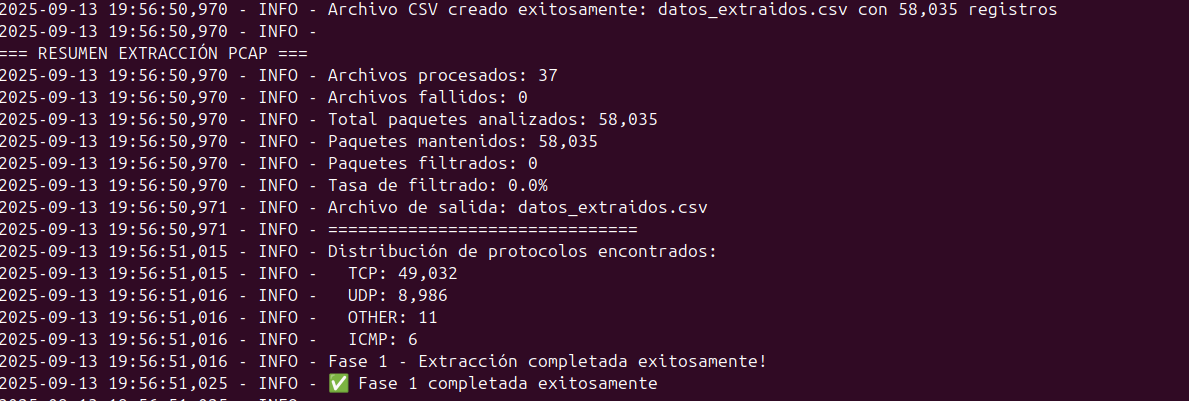 2025-09-13 19:56:50,970 - INFO - Archivo CSV creado exitosamente: datos_extraidos.csv con 58,035 registros
2025-09-13 19:56:50,970 - INFO -
=== RESUMEN EXTRACCIÓN PCAP ===
2025-09-13 19:56:50,970 - INFO - Archivos procesados: 37
2025-09-13 19:56:50,970 - INFO - Archivos fallidos: 0
2025-09-13 19:56:50,970 - INFO - Total paquetes analizados: 58,035
2025-09-13 19:56:50,970 - INFO - Paquetes mantenidos: 58,035
2025-09-13 19:56:50,970 - INFO - Paquetes filtrados: 0
2025-09-13 19:56:50,970 - INFO - Tasa de filtrado: 0.0%
2025-09-13 19:56:50,971 - INFO - Archivo de salida: datos_extraidos.csv
2025-09-13 19:56:50,971 - INFO - ===============================
2025-09-13 19:56:51,015 - INFO - Distribución de protocolos encontrados:
2025-09-13 19:56:51,015 - INFO -   TCP: 49,032
2025-09-13 19:56:51,016 - INFO -   UDP: 8,986
2025-09-13 19:56:51,016 - INFO -   OTHER: 11
2025-09-13 19:56:51,016 - INFO -   ICMP: 6
2025-09-13 19:56:51,016 - INFO - Fase 1 - Extracción completada exitosamente!
2025-09-13 19:56:51,025 - INFO - ✅ Fase 1 completada exitosamente